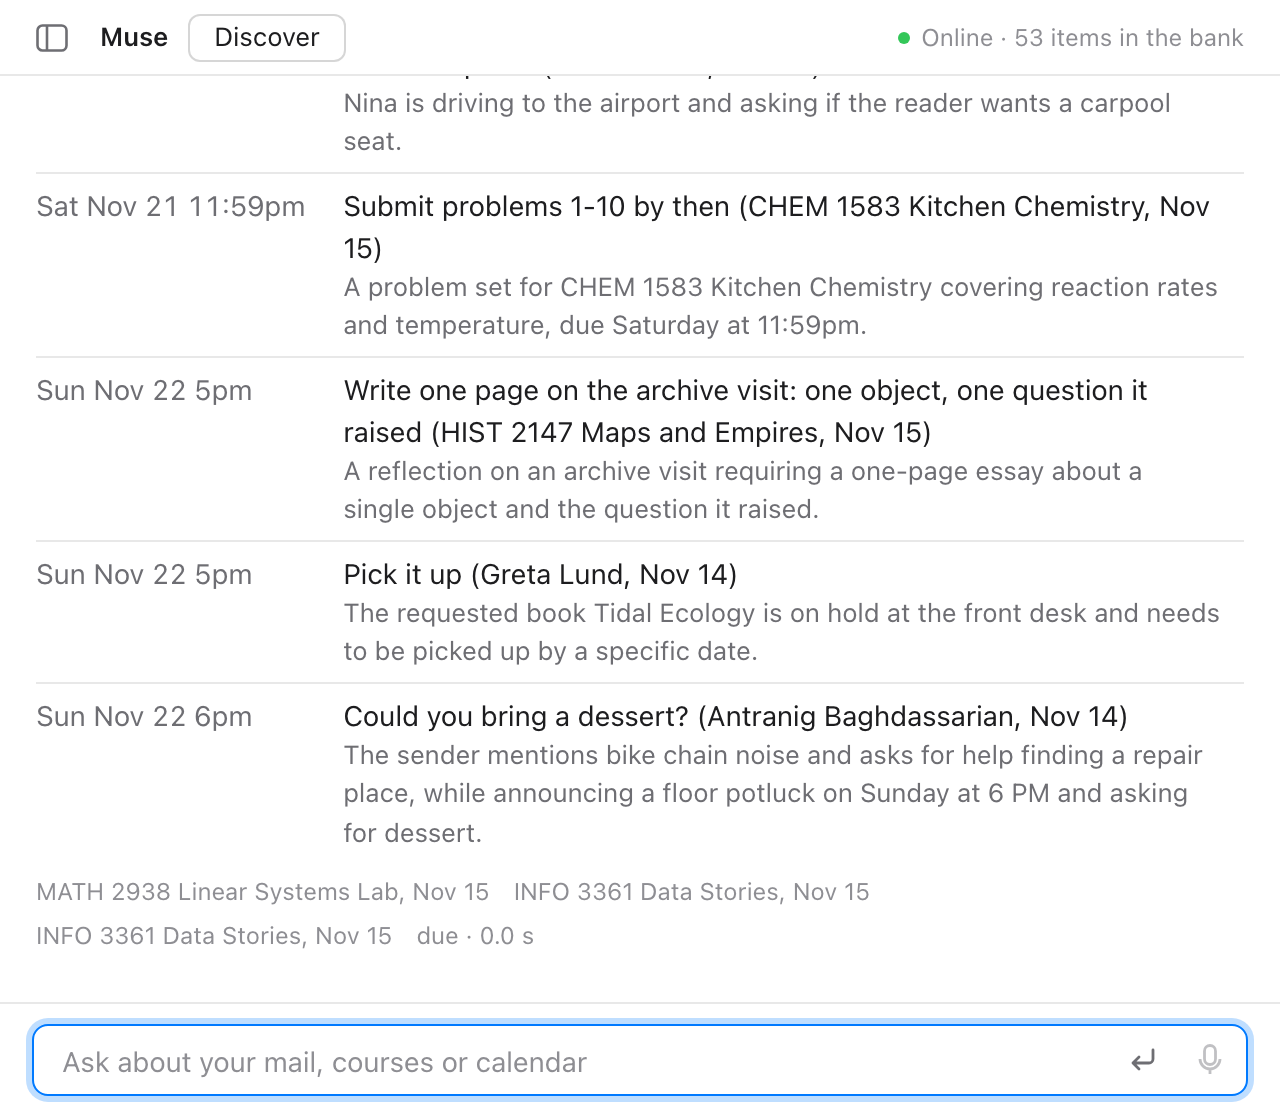 Muse
Discover
Online · 53 items in the bank
Nina is driving to the airport and asking if the reader wants a carpool
seat.
Sat Nov 21 11:59pm
Submit problems 1-10 by then (CHEM 1583 Kitchen Chemistry, Nov
15)
A problem set for CHEM 1583 Kitchen Chemistry covering reaction rates
and temperature, due Saturday at 11:59pm.
Sun Nov 22 5pm
Write one page on the archive visit: one object, one question it
raised (HIST 2147 Maps and Empires, Nov 15)
A reflection on an archive visit requiring a one-page essay about a
single object and the question it raised.
Sun Nov 22 5pm
Pick it up (Greta Lund, Nov 14)
The requested book Tidal Ecology is on hold at the front desk and needs
to be picked up by a specific date.
Sun Nov 22 6pm
Could you bring a dessert? (Antranig Baghdassarian, Nov 14)
The sender mentions bike chain noise and asks for help finding a repair
place, while announcing a floor potluck on Sunday at 6 PM and asking
for dessert.
MATH 2938 Linear Systems Lab, Nov 15 INFO 3361 Data Stories, Nov 15
INFO 3361 Data Stories, Nov 15 due · 0.0 s
Ask about your mail, courses or calendar